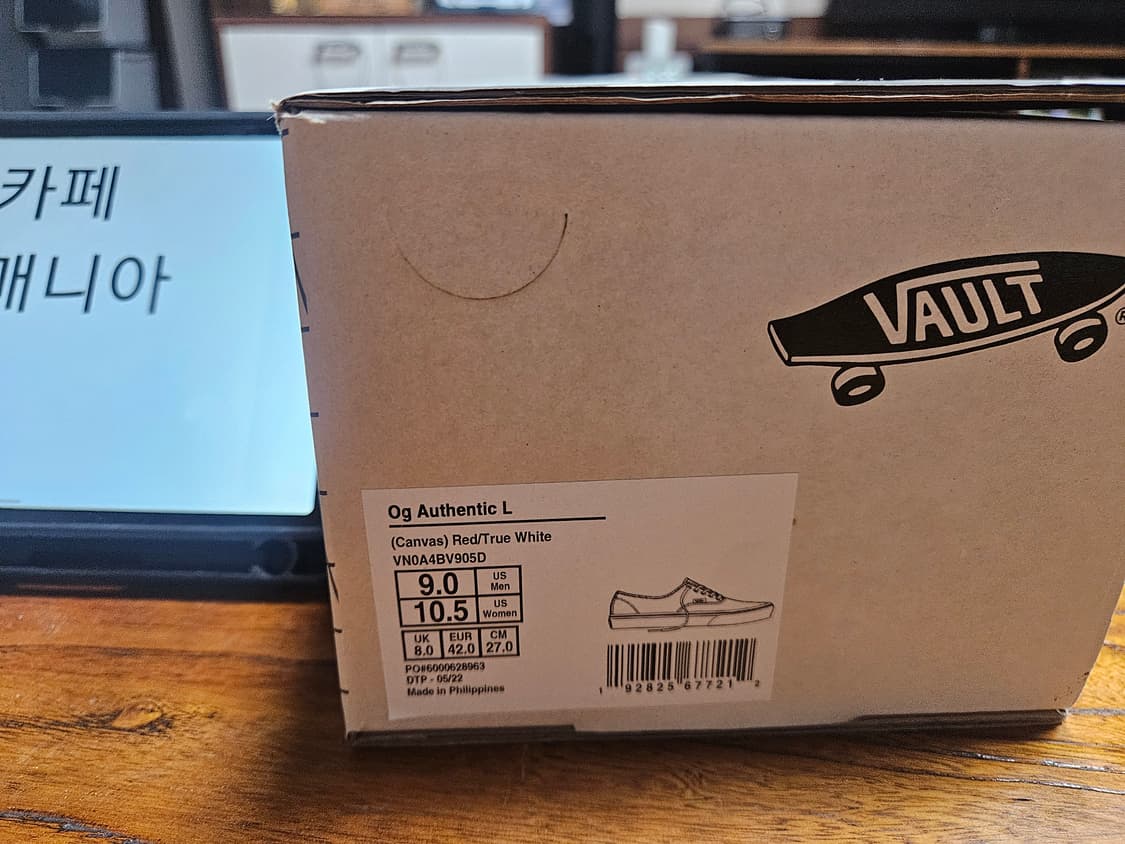 카페
매니아
VAULT
Og Authentic L
(Canvas) Red/True White
VN0A4BV905D
9.0 US Men
10.5 US Women
UK 8.0 EUR 42.0 CM 27.0
PO#6000628963
DTP - 05/22
Made in Philippines
1 92825 67721 2